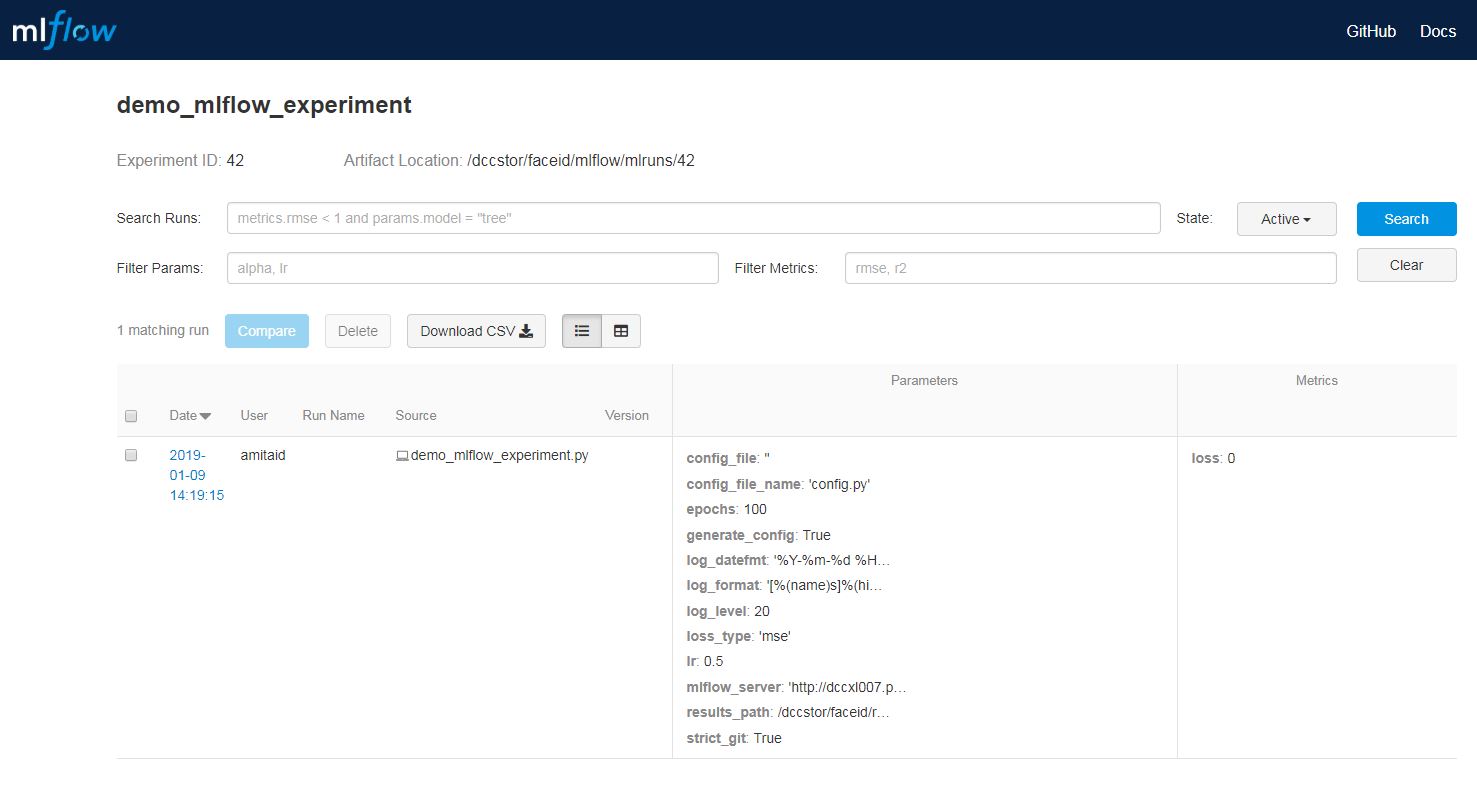 mlflow
GitHub Docs
demo_mlflow_experiment
Experiment ID: 42 Artifact Location: /dccstor/faceid/mlflow/mlruns/42
Search Runs: metrics.rmse < 1 and params.model = "tree" State: Active Search
Filter Params: alpha, lr Filter Metrics: rmse, r2 Clear
1 matching run Compare Delete Download CSV
Parameters Metrics
Date User Run Name Source Version
2019-
01-09
14:19:15
amitaid
demo_mlflow_experiment.py
config_file: ''
config_file_name: 'config.py'
epochs: 100
generate_config: True
log_datefmt: '%Y-%m-%d %H...
log_format: '[%(name)s]%(hi...
log_level: 20
loss_type: 'mse'
lr: 0.5
mlflow_server: 'http://dccxl007.p...
results_path: /dccstor/faceid/r...
strict_git: True
loss: 0